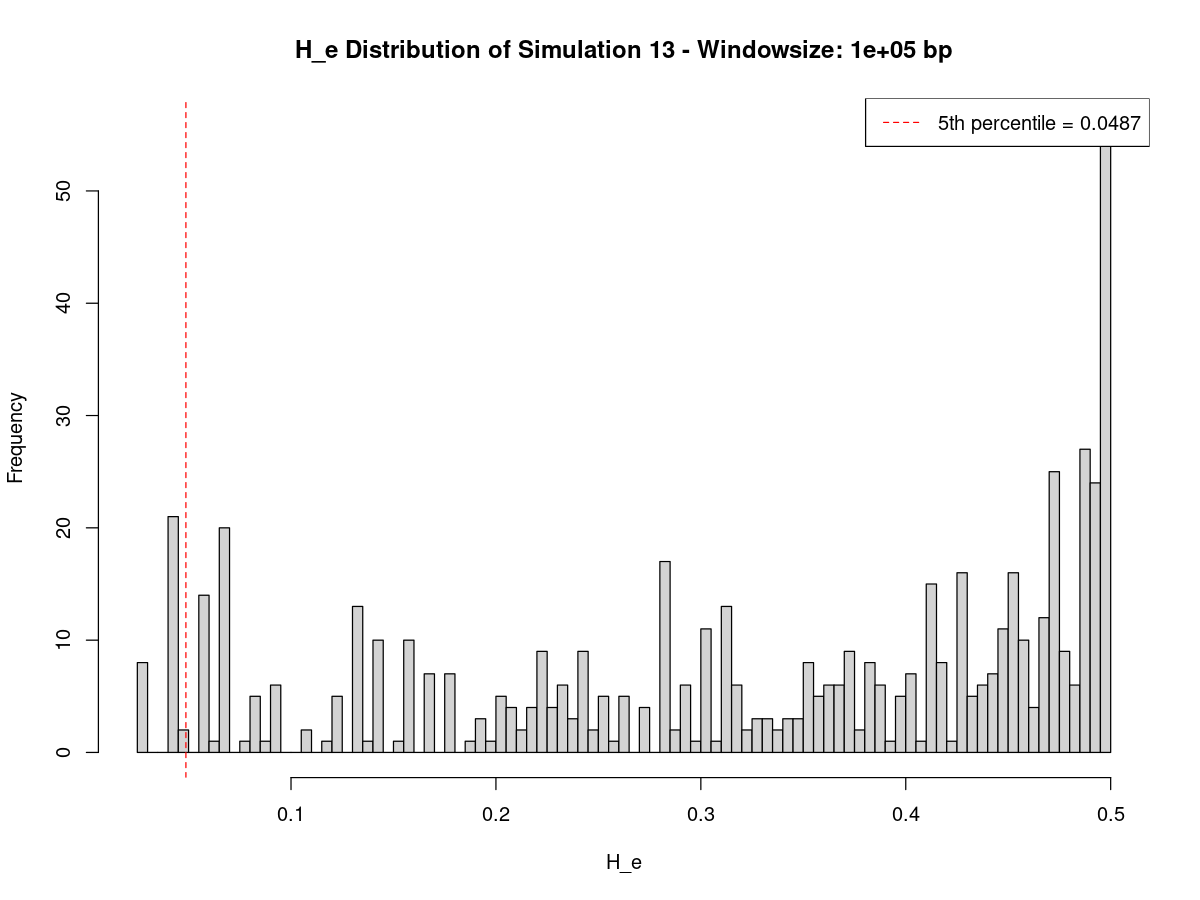 H_e Distribution of Simulation 13 - Windowsize: 1e+05 bp
5th percentile = 0.0487
Frequency
50
40
30
20
10
0
0.1 0.2 0.3 0.4 0.5
H_e